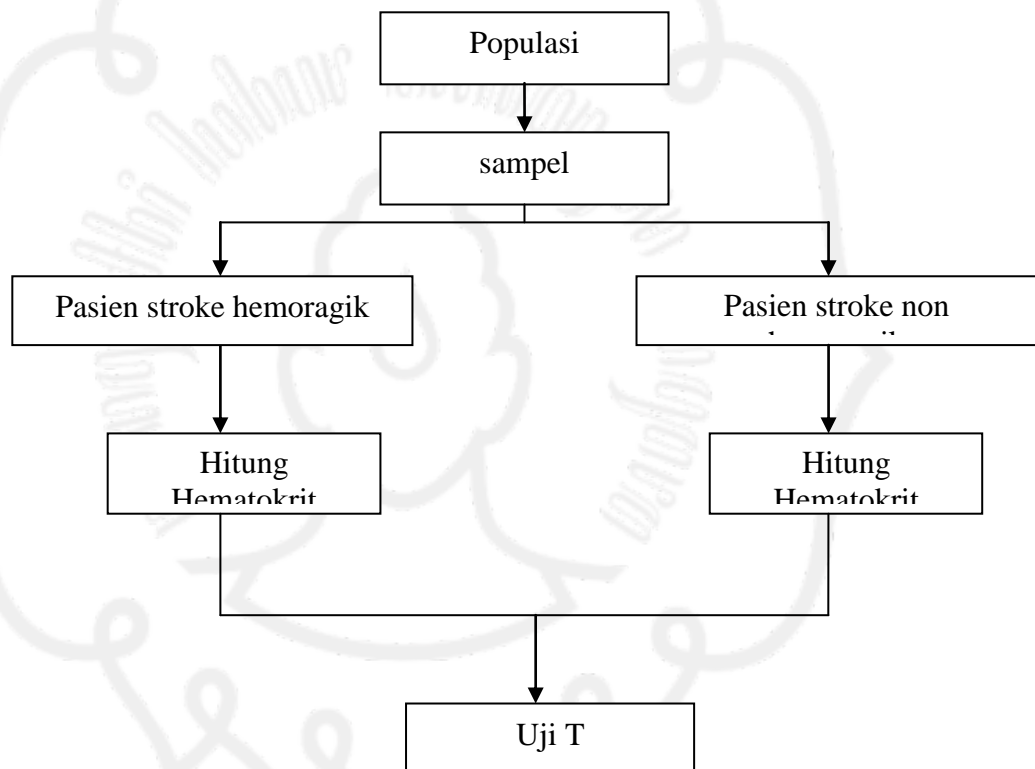 Populasi
sampel
Pasien stroke hemoragik
Pasien stroke non
Hitung
Hematokrit
Hitung
Hematokrit
Uji T